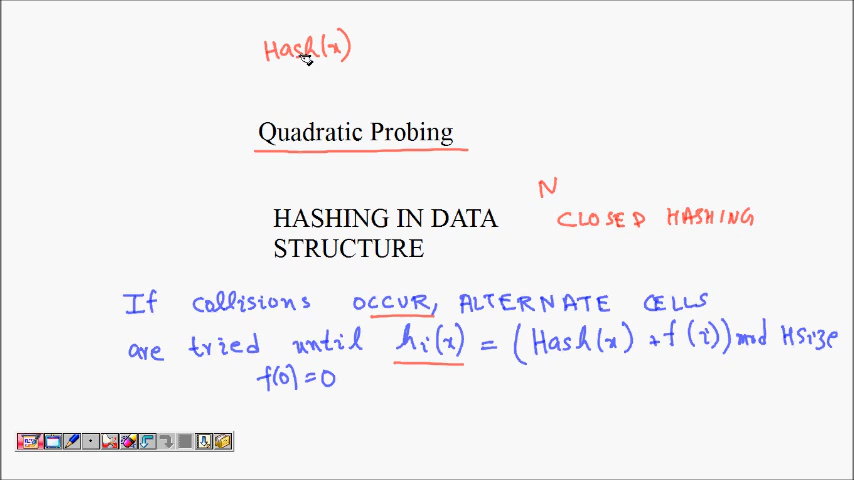 Hash(x)
Quadratic Probing
N
HASHING IN DATA
STRUCTURE
CLOSED HASHING
If collisions OCCUR, ALTERNATE CELLS
are tried until hi(x) = (Hash(x) + f(i)) mod HSize
f(0) = 0